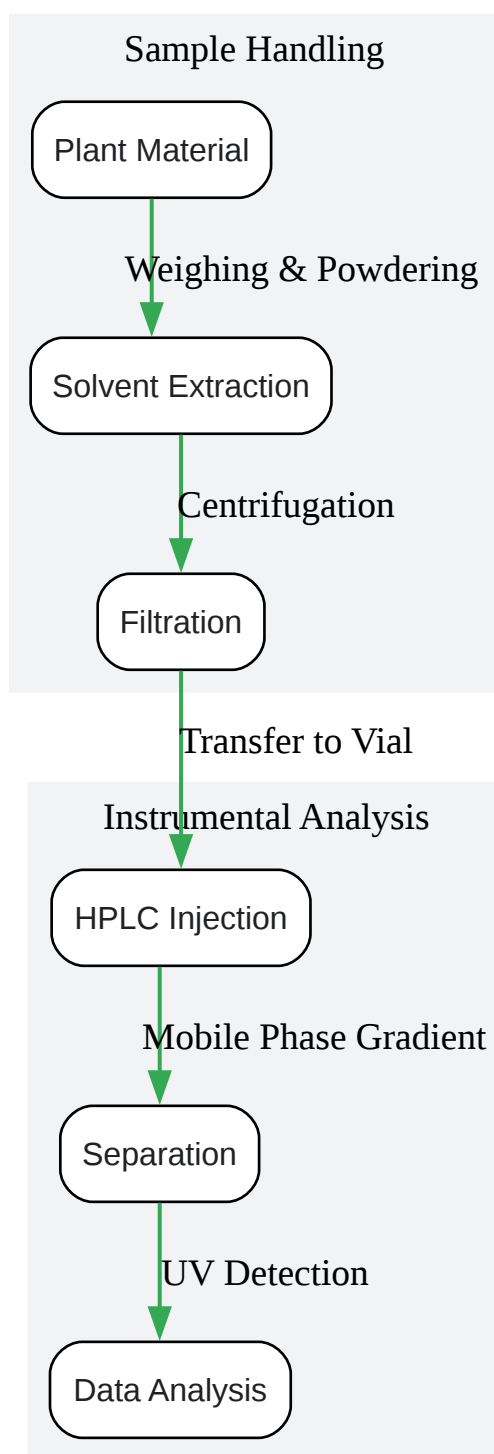 Sample Handling
Plant Material
Weighing & Powdering
Solvent Extraction
Centrifugation
Filtration
Transfer to Vial
Instrumental Analysis
HPLC Injection
Mobile Phase Gradient
Separation
UV Detection
Data Analysis